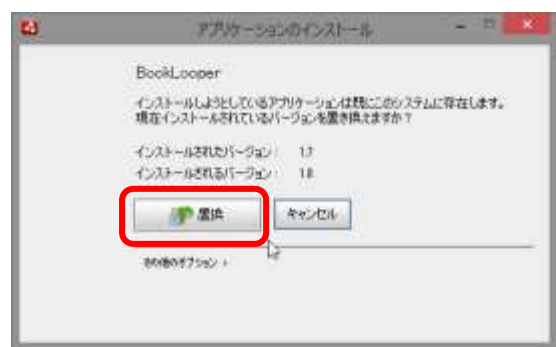 アプリケーションのインストール
BookLooper
インストールしようとしているアプリケーションは既にこのシステムに存在します。
現在インストールされているバージョンを置き換えますか？
インストールされたバージョン： 1.7
インストールされるバージョン： 1.8
置換
キャンセル
その他のオプション